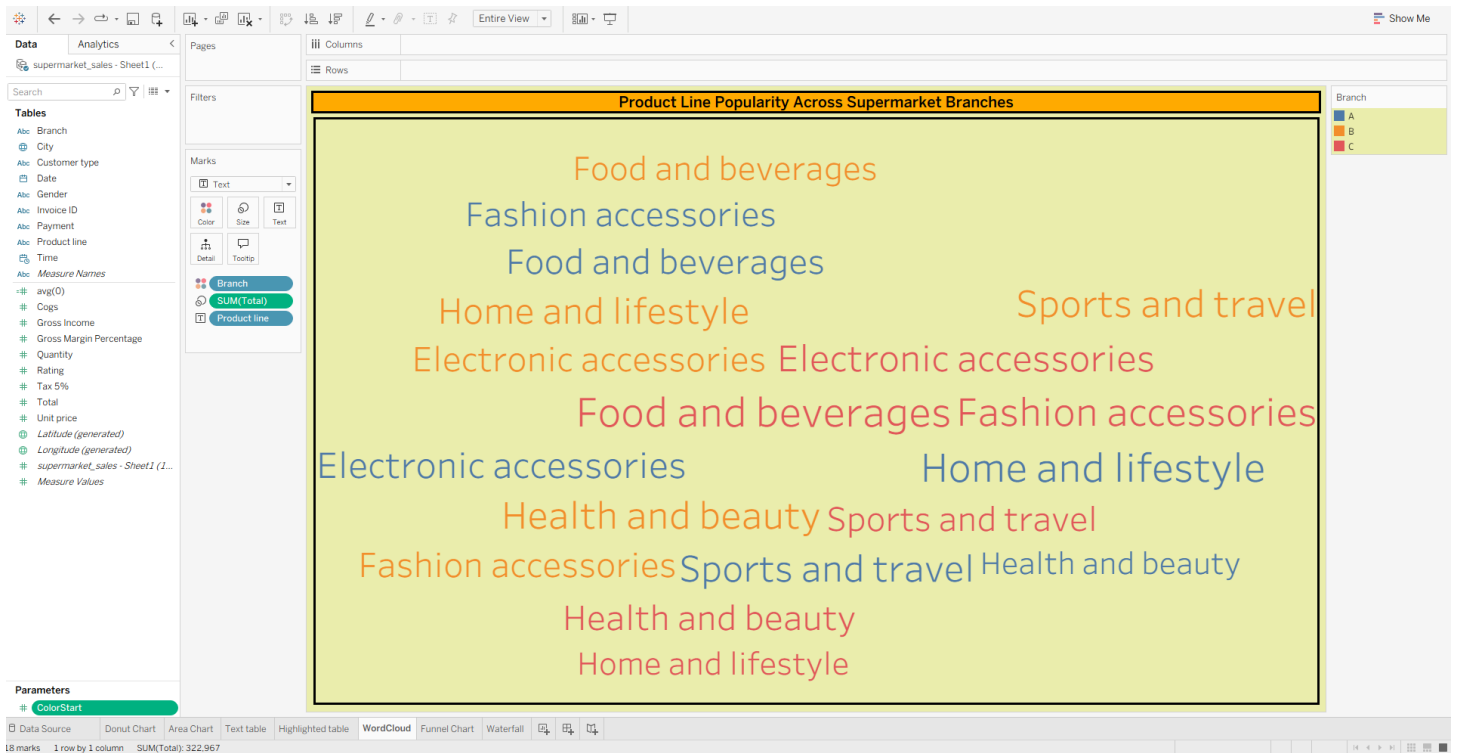 Entire View
Show Me
Data
Analytics
supermarket_sales - Sheet1 (...
Search
Tables
Abc Branch
City
Abc Customer type
Date
Abc Gender
Abc Invoice ID
Abc Payment
Abc Product line
Time
Abc Measure Names
=# avg(0)
# Cogs
# Gross Income
# Gross Margin Percentage
# Quantity
# Rating
# Tax 5%
# Total
# Unit price
Latitude (generated)
Longitude (generated)
# supermarket_sales - Sheet1 (1...
# Measure Values
Parameters
# ColorStart
Pages
Filters
Marks
T Text
Color Size Text
Detail Tooltip
Branch
SUM(Total)
T Product line
iii Columns
Rows
Product Line Popularity Across Supermarket Branches
Food and beverages
Fashion accessories
Food and beverages
Home and lifestyle Sports and travel
Electronic accessories Electronic accessories
Food and beverages Fashion accessories
Electronic accessories Home and lifestyle
Health and beauty Sports and travel
Fashion accessories Sports and travel Health and beauty
Health and beauty
Home and lifestyle
Branch
A
B
C
Data Source Donut Chart Area Chart Text table Highlighted table WordCloud Funnel Chart Waterfall
18 marks 1 row by 1 column SUM(Total): 322,967